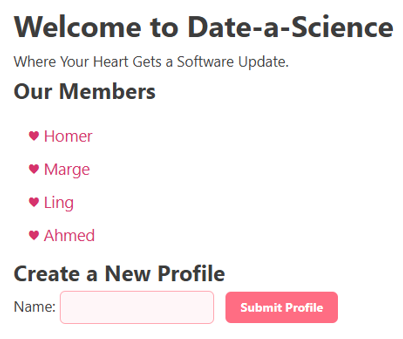 Welcome to Date-a-Science
Where Your Heart Gets a Software Update.
Our Members
♥ Homer
♥ Marge
♥ Ling
♥ Ahmed
Create a New Profile
Name: Submit Profile